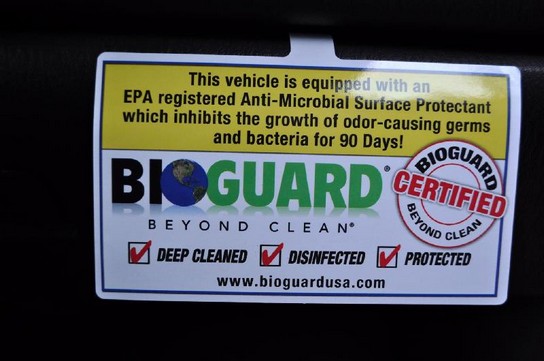 This vehicle is equipped with an
EPA registered Anti-Microbial Surface Protectant
which inhibits the growth of odor-causing germs
and bacteria for 90 Days!
BIOGUARD®
BEYOND CLEAN®
BIOGUARD
CERTIFIED
BEYOND CLEAN
DEEP CLEANED DISINFECTED PROTECTED
www.bioguardusa.com